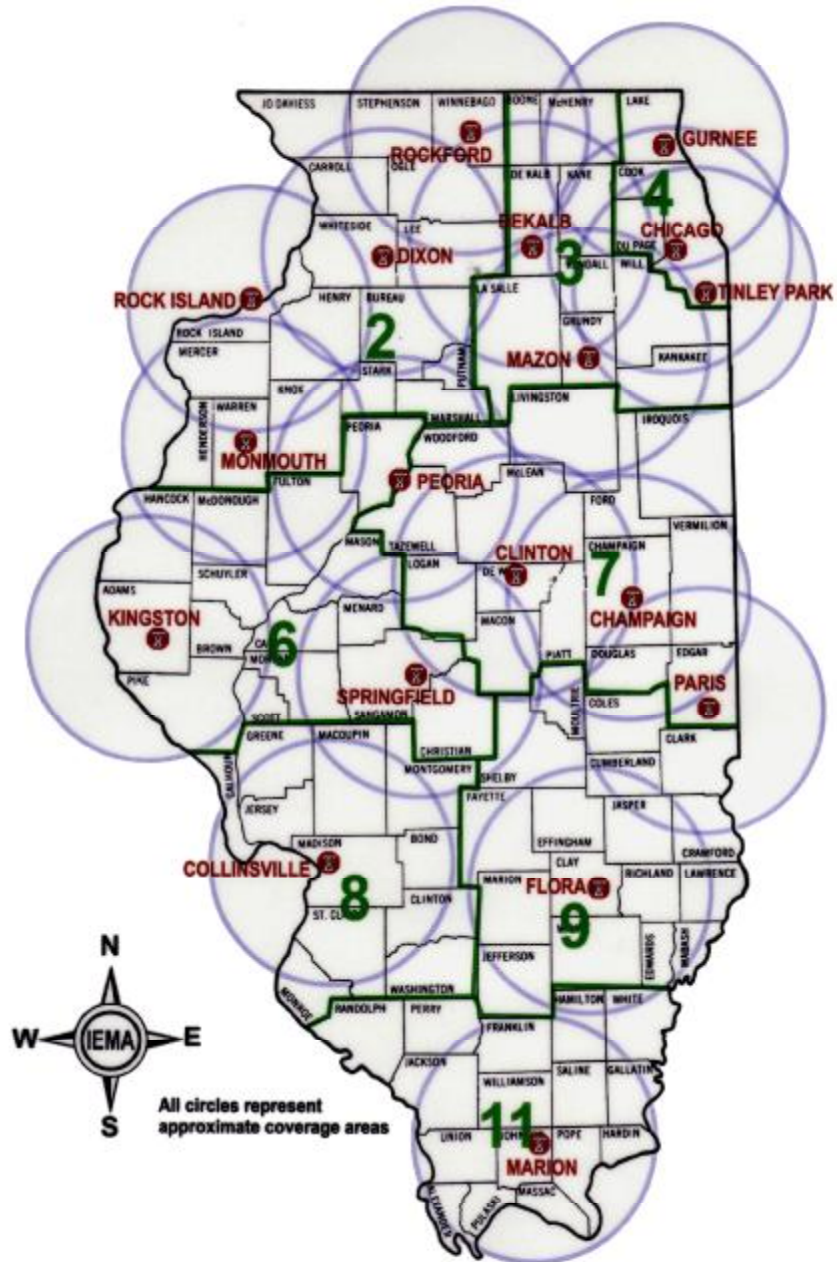 JO DAVIESS
STEPHENSON
WINNEBAGO
BOONE
McHENRY
LAKE
GURNEE
ROCKFORD
CARROLL
OGLE
DE KALB
KANE
COOK
4
WHITESIDE
LEE
DEKALB
CHICAGO
DIXON
3
DU PAGE
WILL
ROCK ISLAND
HENRY
BUREAU
LA SALLE
TINLEY PARK
ROCK ISLAND
2
GRUNDY
MERCER
PUTNAM
MAZON
KANKAKEE
STARK
KNOX
LIVINGSTON
WARREN
HENDERSON
MARSHALL
PEORIA
WOODFORD
IROQUOIS
MONMOUTH
PEORIA
McLEAN
HANCOCK
McDONOUGH
FULTON
FORD
VERMILION
MASON
TAZEWELL
CLINTON
CHAMPAIGN
LOGAN
7
SCHUYLER
ADAMS
MENARD
CHAMPAIGN
KINGSTON
MACON
BROWN
6
PIATT
DOUGLAS
EDGAR
PIKE
SPRINGFIELD
PARIS
MOULTRIE
COLES
SCOTT
SANGAMON
GREENE
MACOUPIN
CHRISTIAN
CLARK
CALHOUN
MONTGOMERY
SHELBY
CUMBERLAND
FAYETTE
JERSEY
JASPER
BOND
EFFINGHAM
MADISON
CRAWFORD
CLAY
COLLINSVILLE
MARION
FLORA
RICHLAND
LAWRENCE
8
CLINTON
9
JEFFERSON
EDWARDS
WABASH
WASHINGTON
MONROE
RANDOLPH
PERRY
HAMILTON
WHITE
FRANKLIN
N
W
IEMA
E
S
JACKSON
SALINE
GALLATIN
WILLIAMSON
All circles represent
approximate coverage areas
11
UNION
POPE
HARDIN
MARION
MASSAC
ALEXANDER
PULASKI